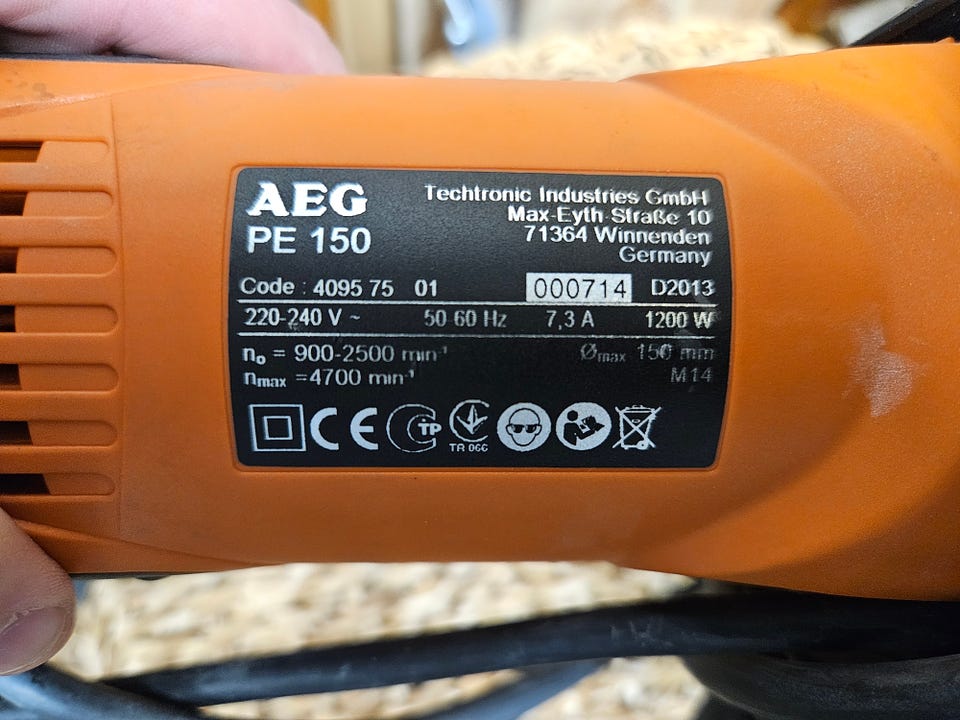 AEG
PE 150
Techtronic Industries GmbH
Max-Eyth-Straße 10
71364 Winnenden
Germany
Code : 4095 75 01 000714 D2013
220-240 V ~ 50-60 Hz 7,3 A 1200 W
n₀ = 900-2500 min⁻¹ Ømax 150 mm
nmax =4700 min⁻¹ M14
CE
TP
TR 066